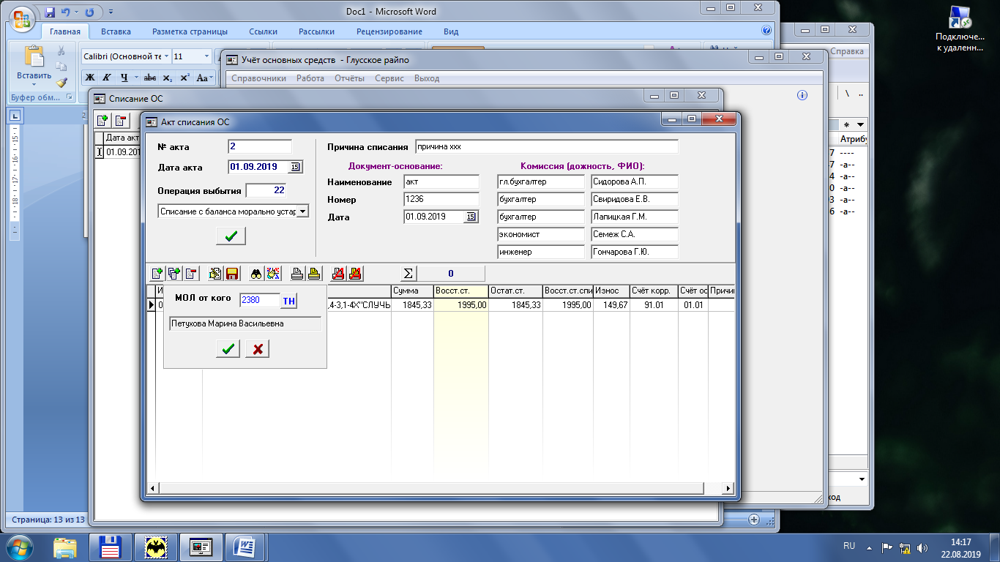 Doc1 - Microsoft Word
Главная Вставка Разметка страницы Ссылки Рассылки Рецензирование Вид
Вставить
Calibri (Основной те 11
Ж К Ч abe x₂ x² Aa
Буфер обм...
Подключе...
к удаленн...
Справка
Учёт основных средств - Глусское райпо
Справочники Работа Отчёты Сервис Выход
Списание ОС
Дата акт
01.09.201
Акт списания ОС
№ акта 2
Дата акта 01.09.2019 15
Операция выбытия 22
Списание с баланса морально устар
Причина списания причина ххх
Документ-основание:
Наименование акт
Номер 1236
Дата 01.09.2019 15
Комиссия (дожность, ФИО):
гл.бухгалтер Сидорова А.П.
бухгалтер Свиридова Е.В.
бухгалтер Лапицкая Г.М.
экономист Семеж С.А.
инженер Гончарова Г.Ю.
Σ 0
И Сумма Восст.ст. Остат.ст. Восст.ст.спи Износ Счёт корр. Счёт ос Причин
0 ,4-3,1-4Х"СЛУЧЬ 1845,33 1995,00 1845,33 1995,00 149,67 91.01 01.01
МОЛ от кого 2380 ТН
Петухова Марина Васильевна
\ ..
* Атрибу
7 ----
7 -a--
4 -a--
0 -a--
03 -a--
6 -a--
ход
Страница: 13 из 13
RU
14:17
22.08.2019